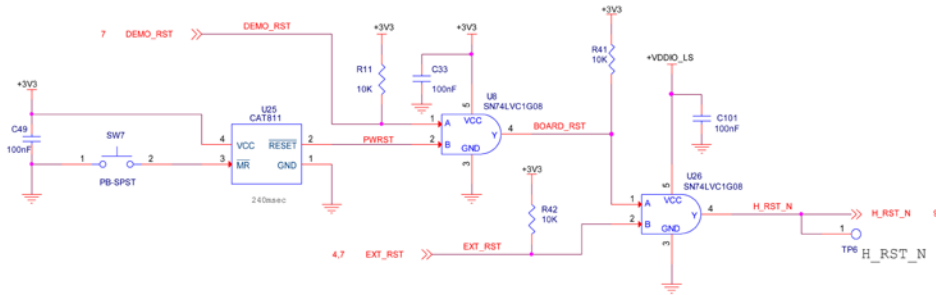 +3V3
7 DEMO_RST
DEMO_RST
+3V3
+3V3
R11
10K
C33
100nF
R41
10K
+VDDIO_LS
+3V3
C49
100nF
SW7
1
2
PB-SPST
U25
CAT811
4
VCC
RESET
2
3
MR
GND
1
240msec
PWRST
U6
SN74LVC1G08
5
VCC
1
A
2
B
Y
4
GND
3
BOARD_RST
C101
100nF
+3V3
R42
10K
4,7 EXT_RST
EXT_RST
U26
SN74LVC1G08
5
VCC
1
A
2
B
Y
4
GND
3
H_RST_N
H_RST_N
1
TP6
H_RST_N